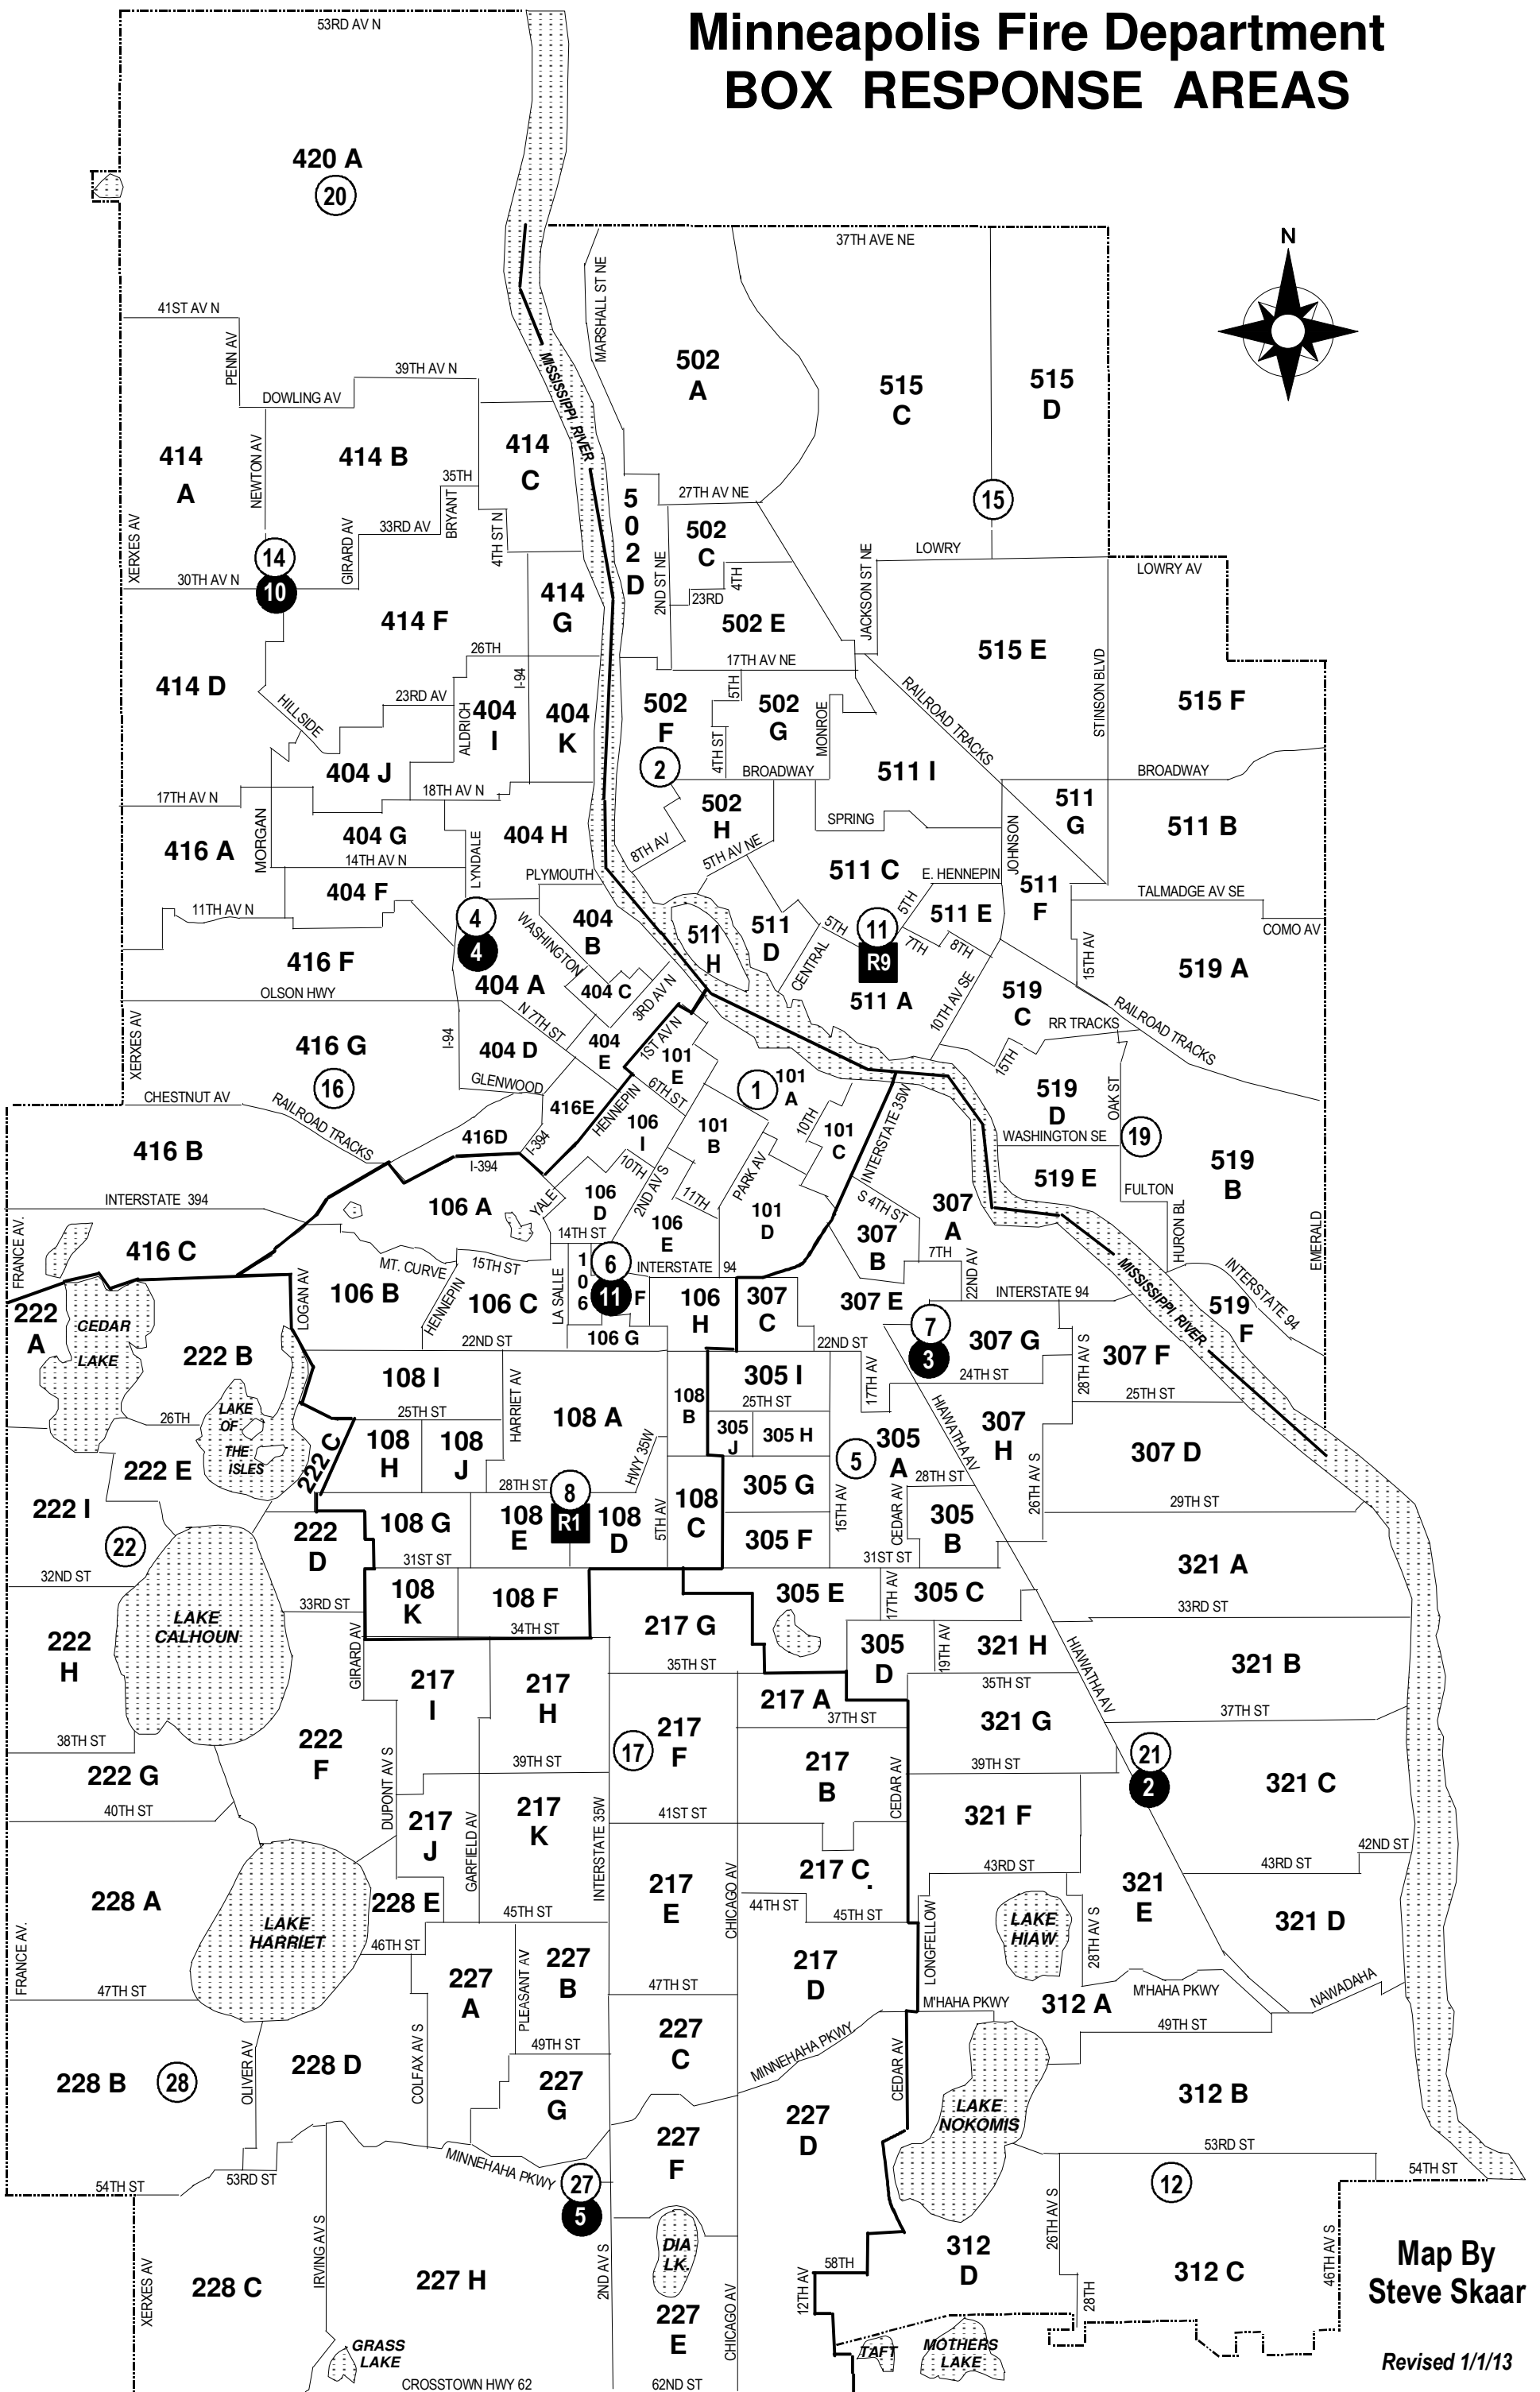 Minneapolis Fire Department
BOX RESPONSE AREAS
53RD AV N
420 A
20
N
37TH AVE NE
MARSHALL ST NE
41ST AV N
PENN AV
39TH AV N
DOWLING AV
MISSISSIPPI RIVER
502
A
515
C
515
D
414
A
NEWTON AV
414 B
414
C
35TH
BRYANT
33RD AV
4TH ST N
GIRARD AV
XERXES AV
14
10
30TH AV N
5
0
2
D
27TH AV NE
502
C
4TH
23RD
2ND ST NE
502 E
15
LOWRY
JACKSON ST NE
LOWRY AV
414
G
414 F
26TH
I-94
17TH AV NE
515 E
STINSON BLVD
515 F
414 D
HILLSIDE
23RD AV
ALDRICH
404
I
404
K
502
F
5TH
4TH ST
502
G
MONROE
RAILROAD TRACKS
2
BROADWAY
511 I
BROADWAY
404 J
17TH AV N
18TH AV N
MORGAN
416 A
404 G
14TH AV N
LYNDALE
404 H
502
H
8TH AV
5TH AV NE
SPRING
JOHNSON
511
G
511 B
404 F
11TH AV N
PLYMOUTH
511 C
E. HENNEPIN
511
F
TALMADGE AV SE
COMO AV
4
4
WASHINGTON
404
B
511
H
511
D
5TH
CENTRAL
5TH
511 E
7TH
8TH
11
R9
15TH AV
519 A
416 F
OLSON HWY
404 A
404 C
3RD AV N
511 A
10TH AV SE
519
C
RR TRACKS
RAILROAD TRACKS
XERXES AV
416 G
I-94
N 7TH ST
404 D
404
E
1ST AV N
101
E
15TH
16
GLENWOOD
6TH ST
1
101
A
519
D
OAK ST
CHESTNUT AV
RAILROAD TRACKS
416E
HENNEPIN
106
I
101
B
10TH
101
C
INTERSTATE 35W
WASHINGTON SE
19
416 B
416D
I-394
I-394
10TH
2ND AV S
11TH
PARK AV
519 E
FULTON
519
B
INTERSTATE 394
106 A
YALE
106
D
106
E
101
D
S 4TH ST
307
A
307
B
HURON BL
EMERALD
FRANCE AV.
416 C
MT. CURVE
15TH ST
14TH ST
6
INTERSTATE 94
7TH
22ND AV
INTERSTATE 94
LOGAN AV
106 B
HENNEPIN
106 C
LA SALLE
1
0
6
11
F
106
H
307
C
307 E
INTERSTATE 94
MISSISSIPPI RIVER
519
F
222
A
CEDAR
LAKE
222 B
22ND ST
106 G
22ND ST
7
3
307 G
28TH AV S
307 F
108 I
25TH ST
HARRIET AV
108 A
108
B
305 I
25TH ST
17TH AV
24TH ST
25TH ST
26TH
LAKE
OF
THE
ISLES
222 C
108
H
108
J
HWY 35W
305
J
305 H
5
305
A
HIAWATHA AV
307
H
307 D
222 E
28TH ST
305 G
15TH AV
28TH ST
26TH AV S
29TH ST
222 I
22
222
D
108 G
108
E
8
R1
108
D
5TH AV
108
C
305 F
CEDAR AV
305
B
31ST ST
31ST ST
321 A
32ND ST
LAKE
CALHOUN
33RD ST
108
K
108 F
34TH ST
305 E
17TH AV
305 C
33RD ST
222
H
GIRARD AV
217 G
35TH ST
305
D
19TH AV
321 H
35TH ST
HIAWATHA AV
321 B
217
I
217
H
217 A
37TH ST
321 G
37TH ST
38TH ST
222
F
DUPONT AV S
17
217
F
39TH ST
217
B
CEDAR AV
39TH ST
21
2
321 C
222 G
40TH ST
217
J
GARFIELD AV
217
K
INTERSTATE 35W
41ST ST
321 F
42ND ST
43RD ST
43RD ST
217 C.
228 A
LAKE
HARRIET
228 E
45TH ST
217
E
CHICAGO AV
44TH ST
45TH ST
LONGFELLOW
LAKE
HIAW
28TH AV S
321
E
321 D
FRANCE AV.
46TH ST
47TH ST
227
A
PLEASANT AV
227
B
47TH ST
217
D
M'HAHA PKWY
312 A
M'HAHA PKWY
NAWADAHA
49TH ST
228 B
28
OLIVER AV
228 D
COLFAX AV S
49TH ST
227
G
227
C
MINNEHAHA PKWY
CEDAR AV
LAKE
NOKOMIS
312 B
227
D
53RD ST
54TH ST
53RD ST
MINNEHAHA PKWY
27
5
227
F
12
54TH ST
XERXES AV
228 C
IRVING AV S
227 H
2ND AV S
DIA
LK.
227
E
CHICAGO AV
58TH
12TH AV
312
D
26TH AV S
28TH
312 C
46TH AV S
Map By
Steve Skaar
GRASS
LAKE
TAFT
MOTHERS
LAKE
Revised 1/1/13
CROSSTOWN HWY 62
62ND ST